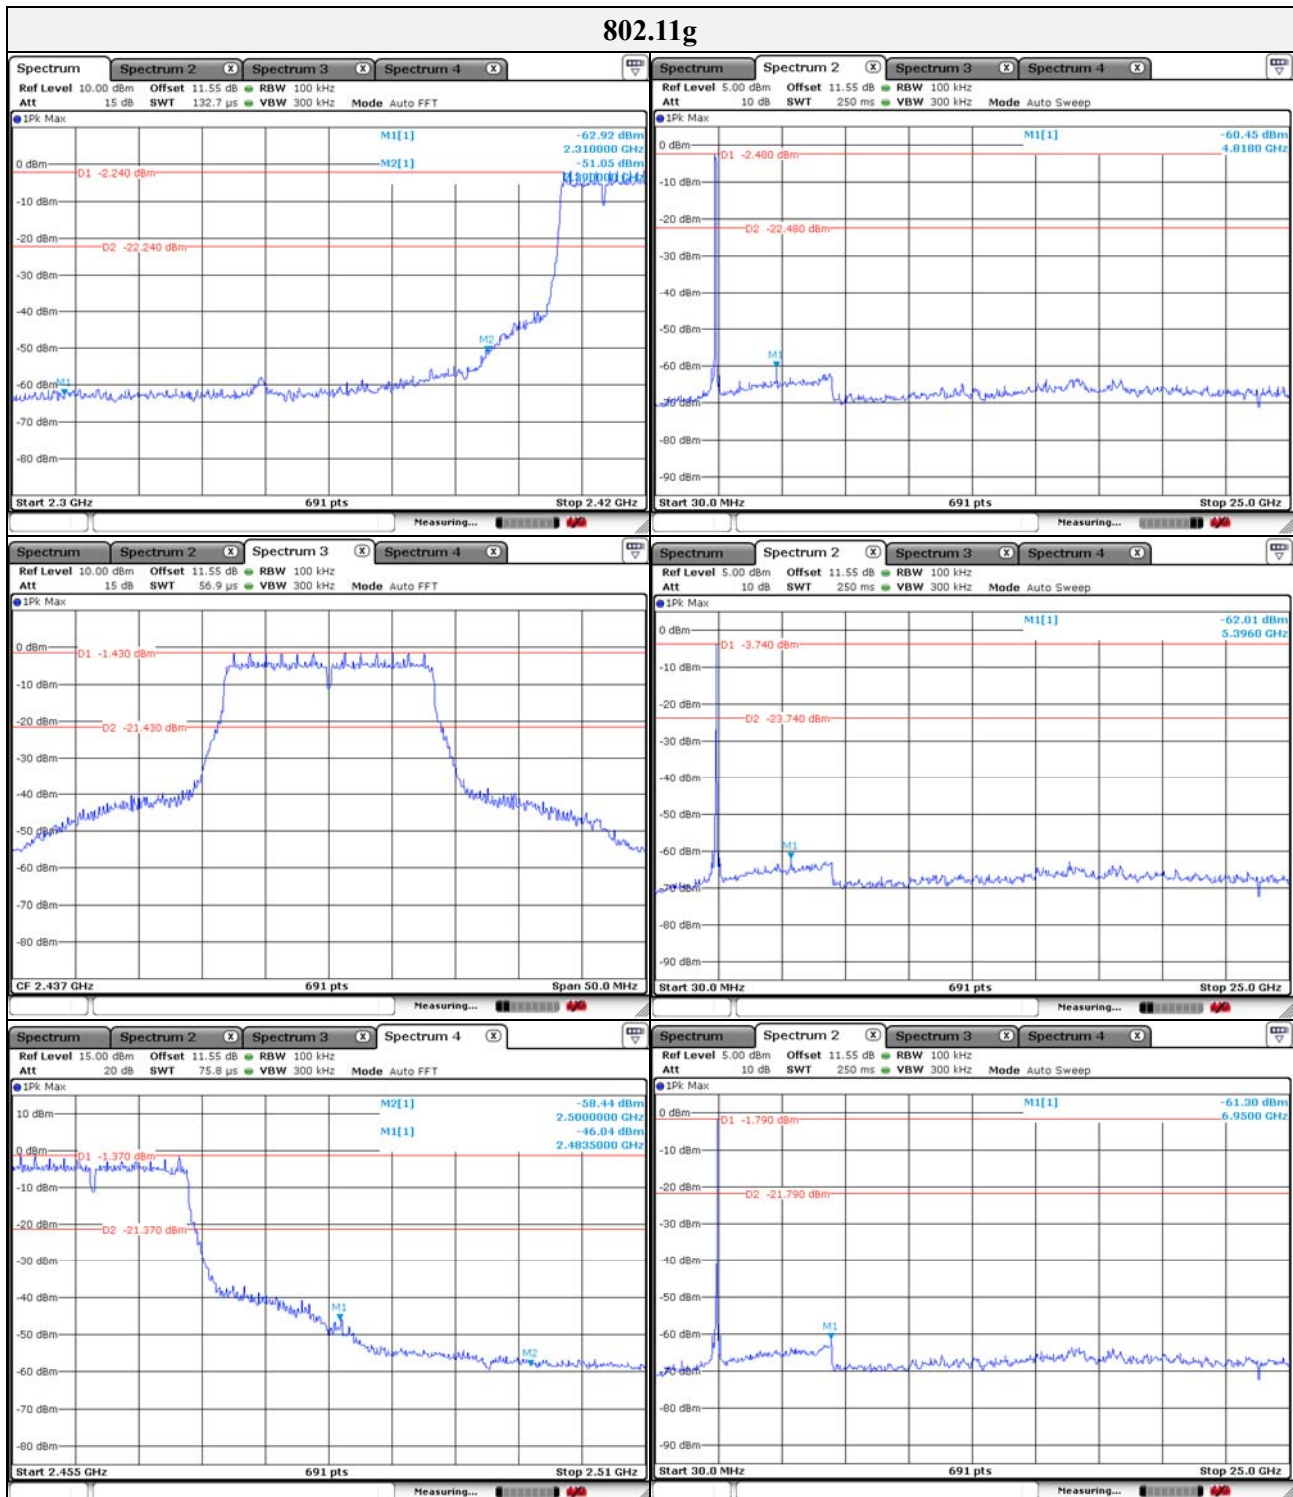 802.11g
Spectrum Spectrum 2 X Spectrum 3 X Spectrum 4 X
Ref Level 10.00 dBm Offset 11.55 dB RBW 100 kHz
Att 15 dB SWT 132.7 µs VBW 300 kHz Mode Auto FFT
1Pk Max
M1[1] -62.92 dBm
2.310000 GHz
0 dBm M2[1] -51.05 dBm
D1 -2.240 dBm
-10 dBm
-20 dBm
D2 -22.240 dBm
-30 dBm
-40 dBm
-50 dBm
M2
-60 dBm
M1
-70 dBm
-80 dBm
Start 2.3 GHz 691 pts Stop 2.42 GHz
Measuring...
Spectrum Spectrum 2 X Spectrum 3 X Spectrum 4 X
Ref Level 5.00 dBm Offset 11.55 dB RBW 100 kHz
Att 10 dB SWT 250 ms VBW 300 kHz Mode Auto Sweep
1Pk Max
M1[1] -60.45 dBm
0 dBm 4.8180 GHz
D1 -2.480 dBm
-10 dBm
-20 dBm
D2 -22.480 dBm
-30 dBm
-40 dBm
-50 dBm
M1
-60 dBm
-70 dBm
-80 dBm
-90 dBm
Start 30.0 MHz 691 pts Stop 25.0 GHz
Measuring...
Spectrum Spectrum 2 X Spectrum 3 X Spectrum 4 X
Ref Level 10.00 dBm Offset 11.55 dB RBW 100 kHz
Att 15 dB SWT 56.9 µs VBW 300 kHz Mode Auto FFT
1Pk Max
0 dBm
D1 -1.430 dBm
-10 dBm
-20 dBm
D2 -21.430 dBm
-30 dBm
-40 dBm
-50 dBm
-60 dBm
-70 dBm
-80 dBm
CF 2.437 GHz 691 pts Span 50.0 MHz
Measuring...
Spectrum Spectrum 2 X Spectrum 3 X Spectrum 4 X
Ref Level 5.00 dBm Offset 11.55 dB RBW 100 kHz
Att 10 dB SWT 250 ms VBW 300 kHz Mode Auto Sweep
1Pk Max
M1[1] -62.01 dBm
0 dBm 5.3960 GHz
D1 -3.740 dBm
-10 dBm
-20 dBm
D2 -23.740 dBm
-30 dBm
-40 dBm
-50 dBm
M1
-60 dBm
-70 dBm
-80 dBm
-90 dBm
Start 30.0 MHz 691 pts Stop 25.0 GHz
Measuring...
Spectrum Spectrum 2 X Spectrum 3 X Spectrum 4 X
Ref Level 15.00 dBm Offset 11.55 dB RBW 100 kHz
Att 20 dB SWT 75.8 µs VBW 300 kHz Mode Auto FFT
1Pk Max
M2[1] -58.44 dBm
10 dBm 2.5000000 GHz
M1[1] -46.04 dBm
0 dBm 2.4835000 GHz
D1 -1.370 dBm
-10 dBm
-20 dBm
D2 -21.370 dBm
-30 dBm
-40 dBm
M1
-50 dBm
M2
-60 dBm
-70 dBm
-80 dBm
Start 2.455 GHz 691 pts Stop 2.51 GHz
Measuring...
Spectrum Spectrum 2 X Spectrum 3 X Spectrum 4 X
Ref Level 5.00 dBm Offset 11.55 dB RBW 100 kHz
Att 10 dB SWT 250 ms VBW 300 kHz Mode Auto Sweep
1Pk Max
M1[1] -61.30 dBm
0 dBm 6.9500 GHz
D1 -1.790 dBm
-10 dBm
-20 dBm
D2 -21.790 dBm
-30 dBm
-40 dBm
-50 dBm
M1
-60 dBm
-70 dBm
-80 dBm
-90 dBm
Start 30.0 MHz 691 pts Stop 25.0 GHz
Measuring...